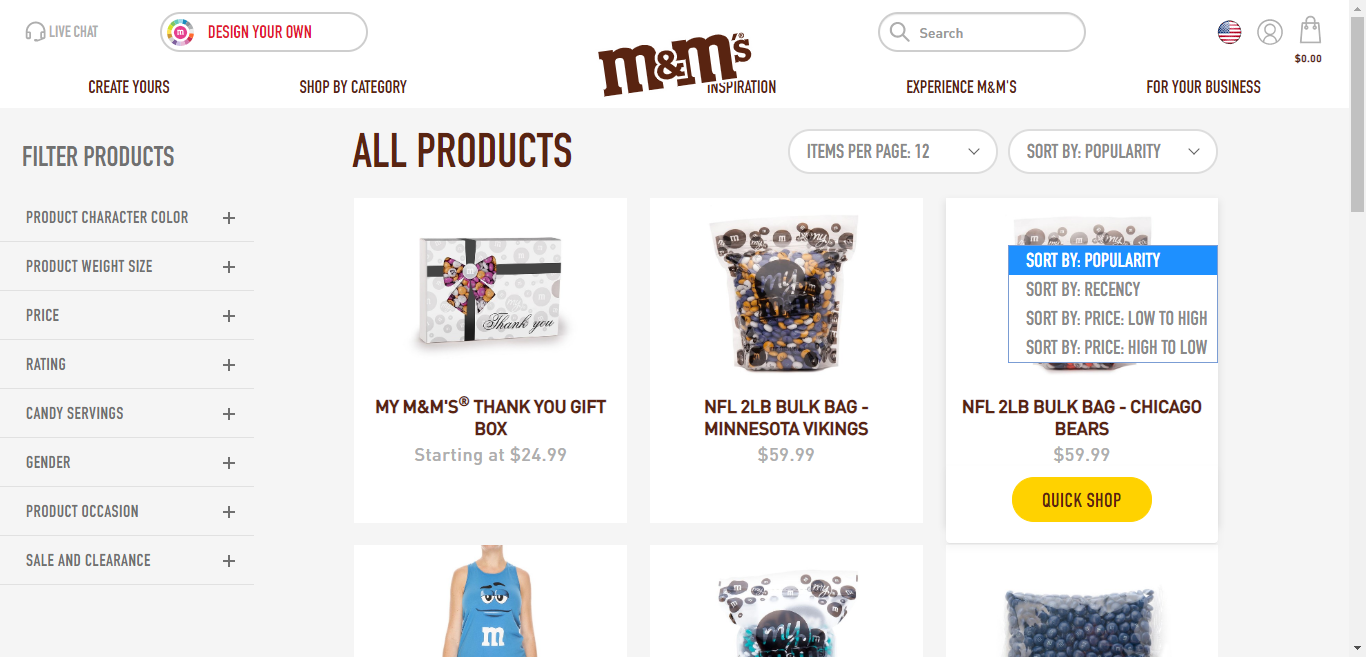 LIVE CHAT
DESIGN YOUR OWN
m&m's®
Search
$0.00
CREATE YOURS
SHOP BY CATEGORY
INSPIRATION
EXPERIENCE M&M'S
FOR YOUR BUSINESS
FILTER PRODUCTS
PRODUCT CHARACTER COLOR
PRODUCT WEIGHT SIZE
PRICE
RATING
CANDY SERVINGS
GENDER
PRODUCT OCCASION
SALE AND CLEARANCE
ALL PRODUCTS
ITEMS PER PAGE: 12
SORT BY: POPULARITY
SORT BY: POPULARITY
SORT BY: RECENCY
SORT BY: PRICE: LOW TO HIGH
SORT BY: PRICE: HIGH TO LOW
Thank you
MY M&M'S® THANK YOU GIFT
BOX
Starting at $24.99
my
NFL 2LB BULK BAG -
MINNESOTA VIKINGS
$59.99
NFL 2LB BULK BAG - CHICAGO
BEARS
$59.99
QUICK SHOP
m
my